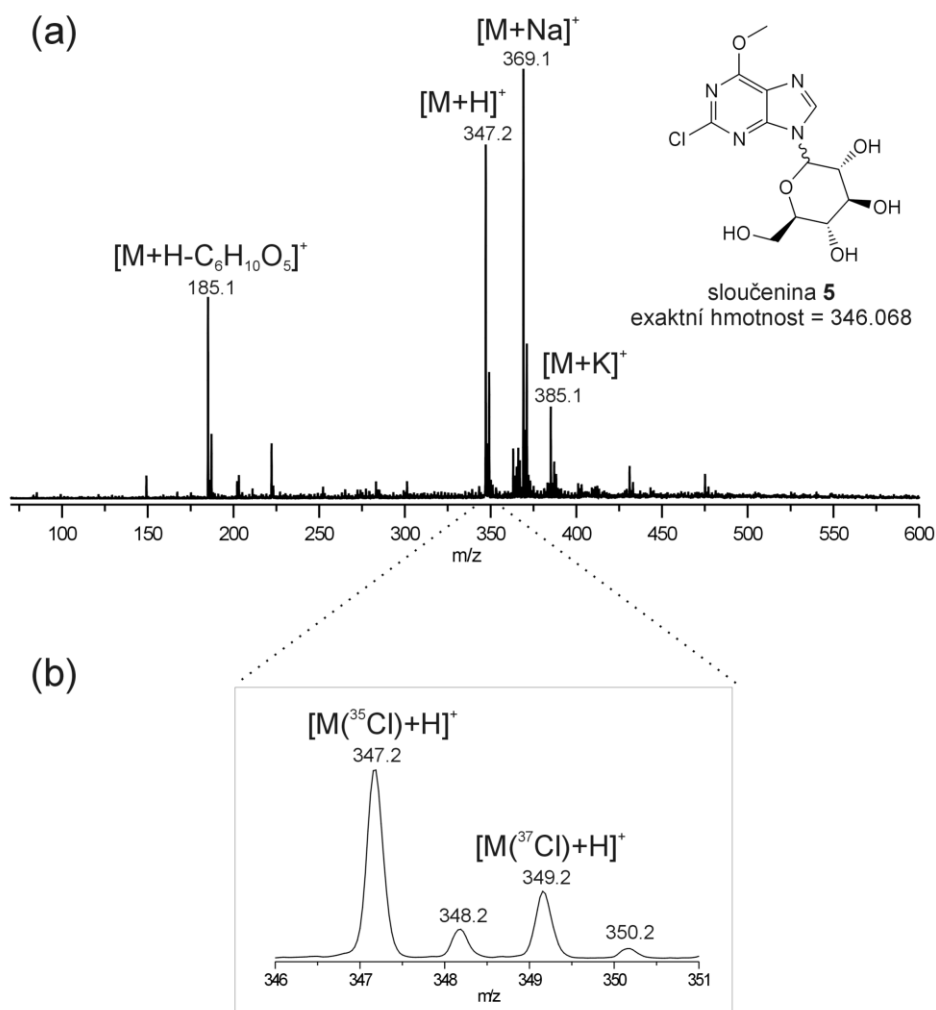 (a)
[M+Na]⁺
369.1
[M+H]⁺
347.2
[M+H-C₆H₁₀O₅]⁺
185.1
[M+K]⁺
385.1
O
N
N
Cl
N
N
OH
O
OH
HO
OH
sloučenina 5
exaktní hmotnost = 346.068
100 150 200 250 300 350 400 450 500 550 600
m/z
(b)
[M(³⁵Cl)+H]⁺
347.2
[M(³⁷Cl)+H]⁺
349.2
348.2
350.2
346 347 348 349 350 351
m/z